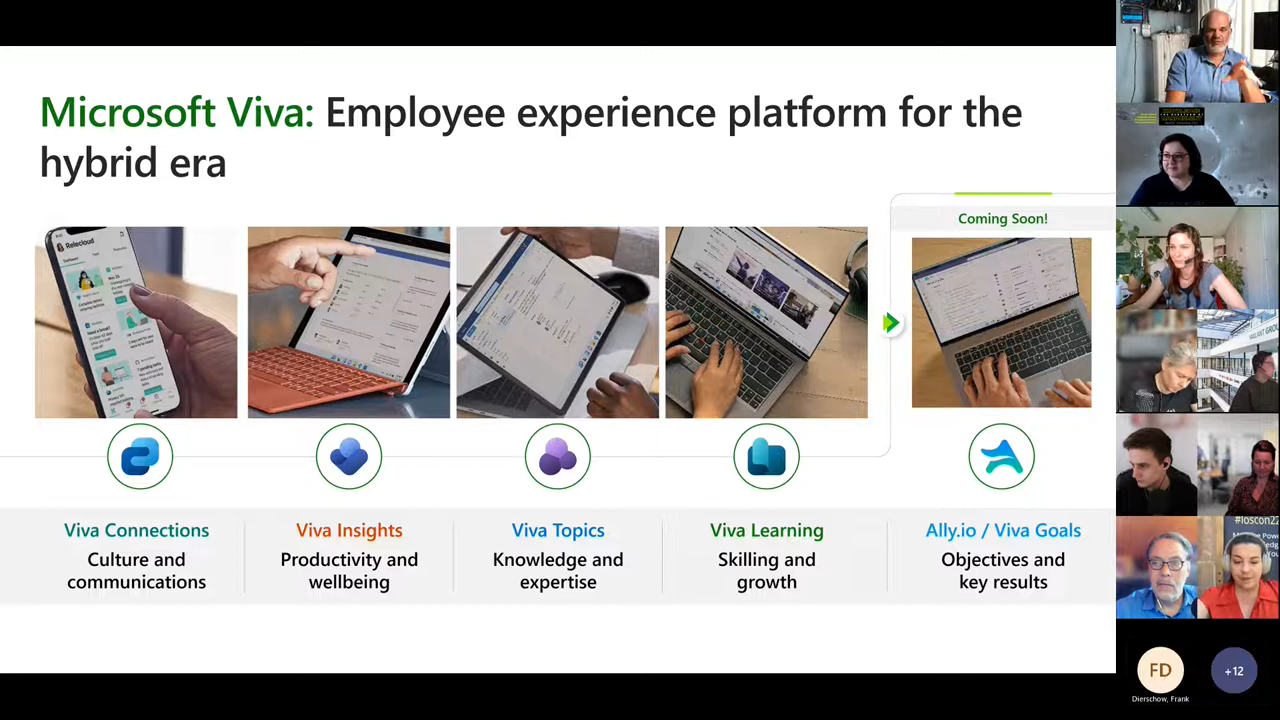 Microsoft Viva: Employee experience platform for the
hybrid era
Coming Soon!
Relecloud
Viva Connections
Culture and
communications
Viva Insights
Productivity and
wellbeing
Viva Topics
Knowledge and
expertise
Viva Learning
Skilling and
growth
Ally.io / Viva Goals
Objectives and
key results
#loscon22
FD
Dierschow, Frank
+12